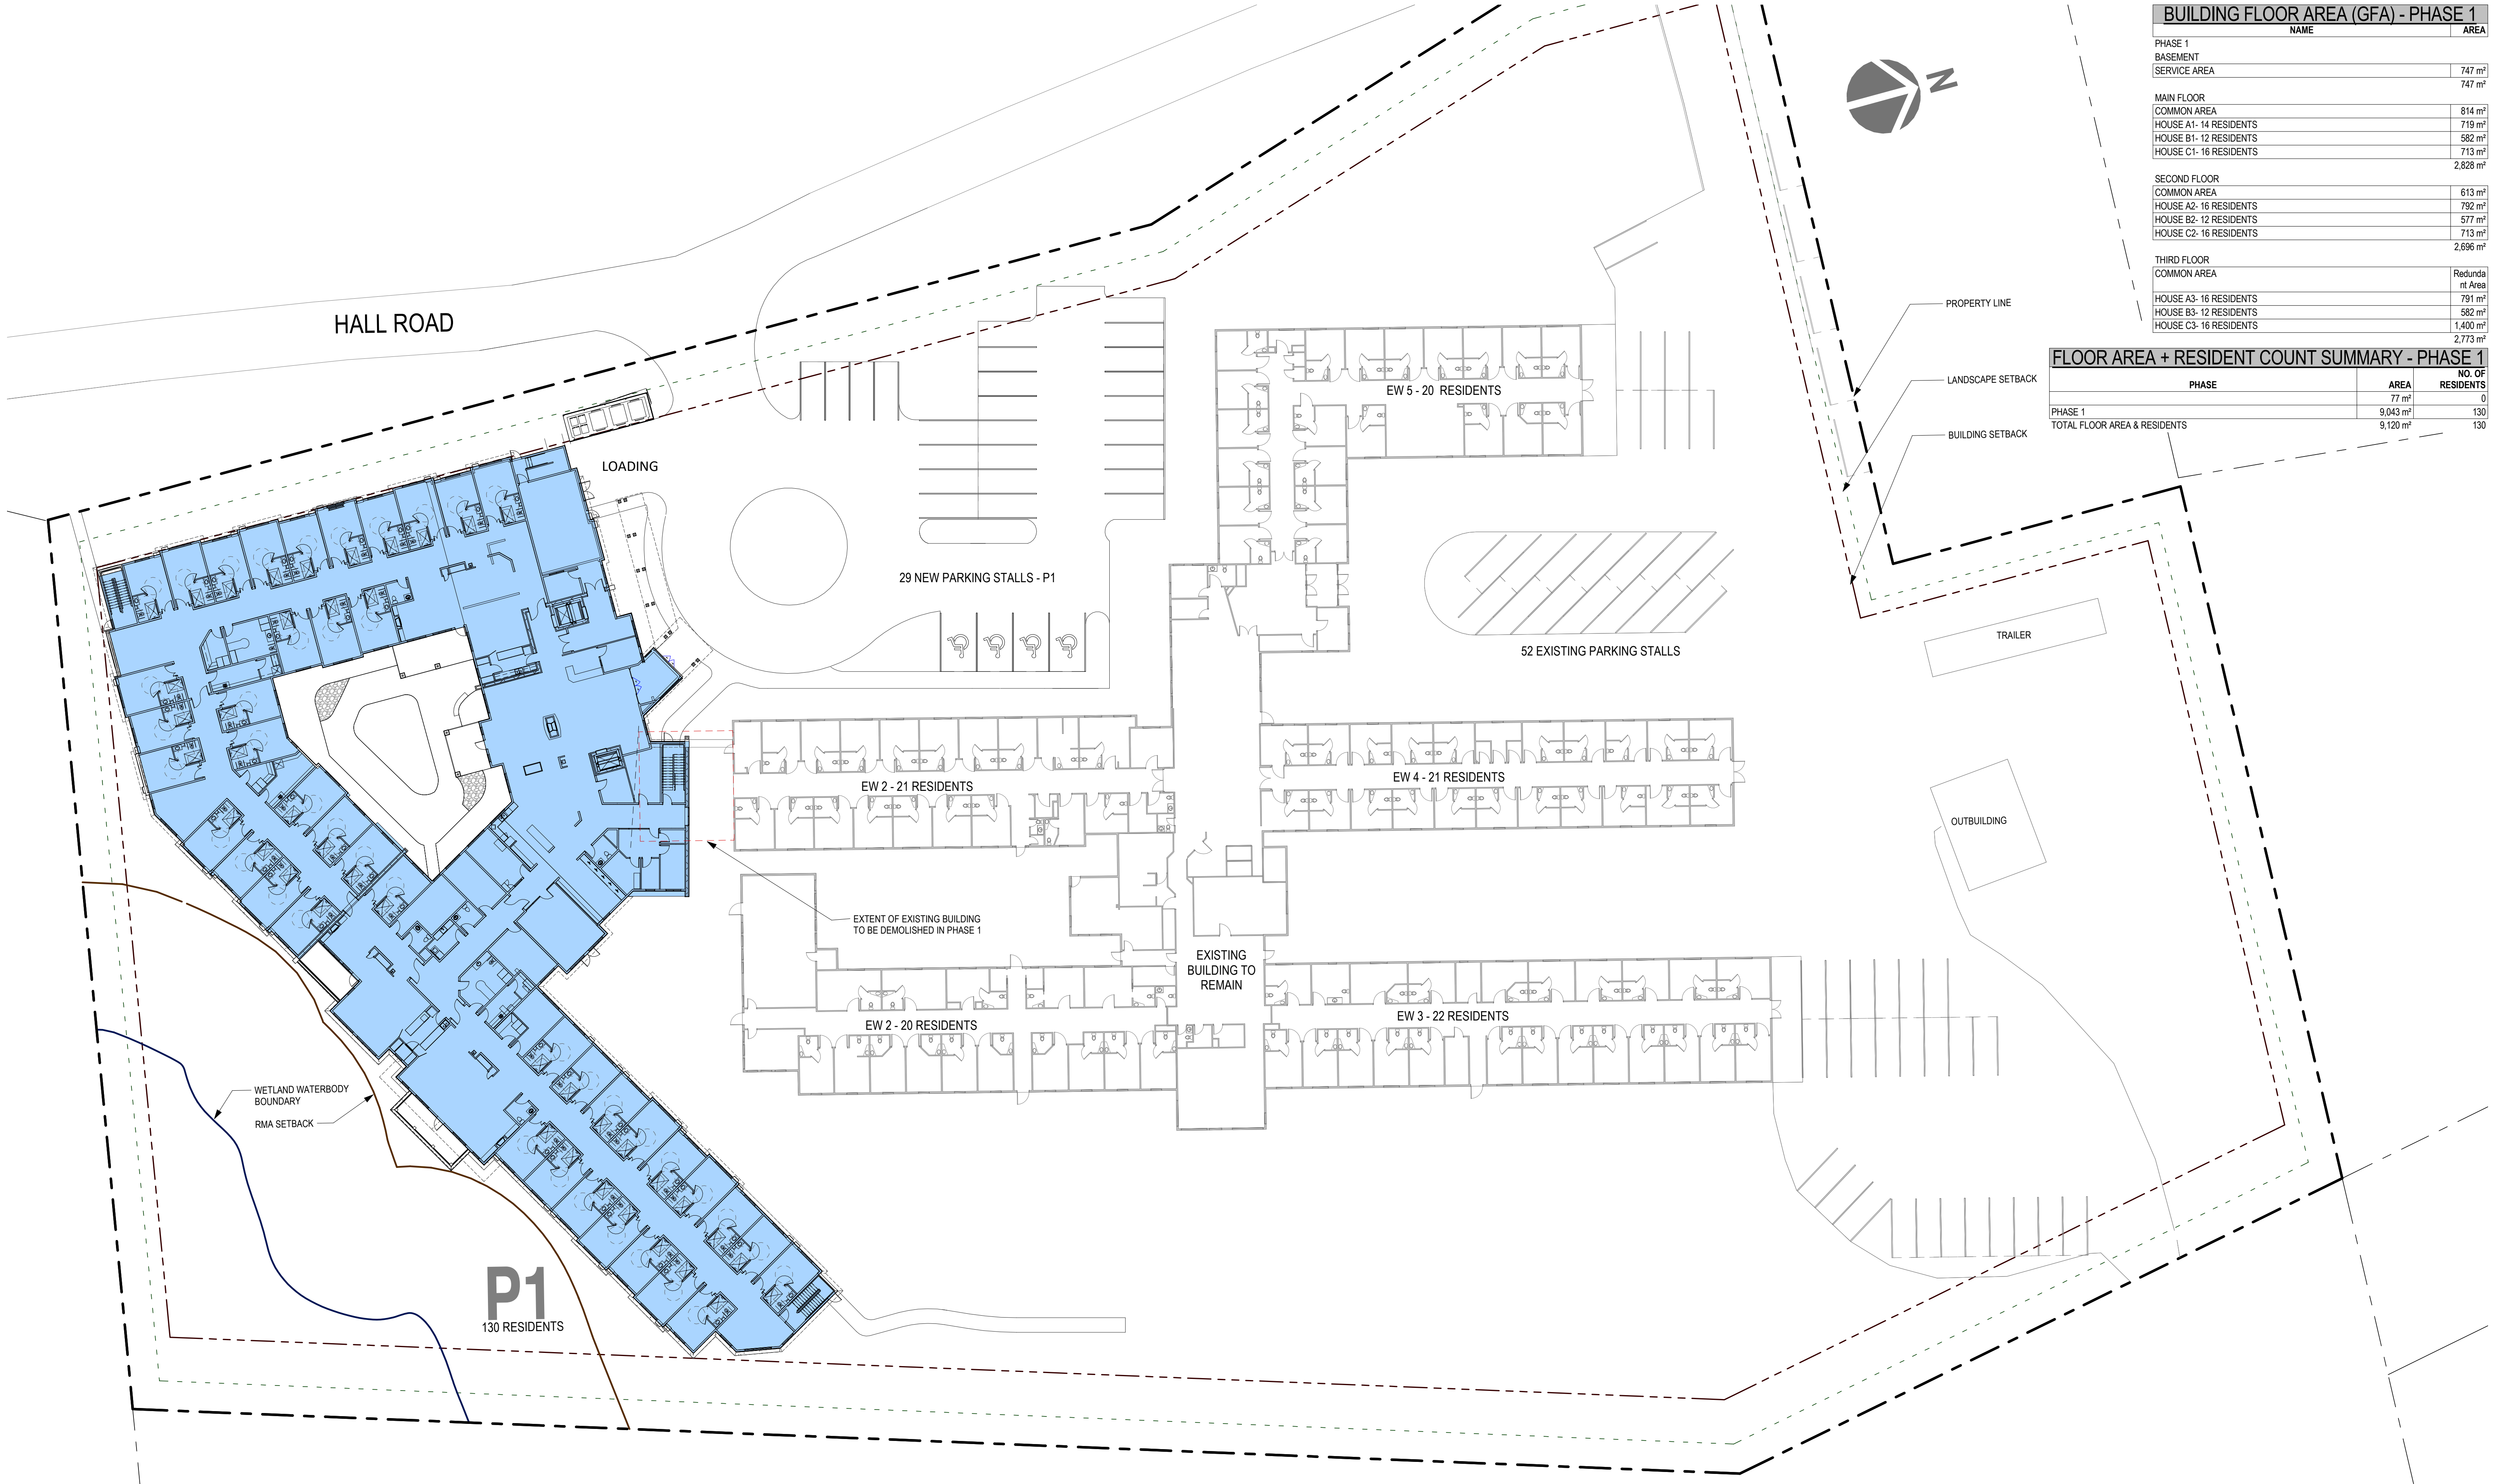 BUILDING FLOOR AREA (GFA) - PHASE 1
NAME AREA
PHASE 1
BASEMENT
SERVICE AREA 747 m²
747 m²
MAIN FLOOR
COMMON AREA 814 m²
HOUSE A1- 14 RESIDENTS 719 m²
HOUSE B1- 12 RESIDENTS 582 m²
HOUSE C1- 16 RESIDENTS 713 m²
2,828 m²
SECOND FLOOR
COMMON AREA 613 m²
HOUSE A2- 16 RESIDENTS 792 m²
HOUSE B2- 12 RESIDENTS 577 m²
HOUSE C2- 16 RESIDENTS 713 m²
2,696 m²
THIRD FLOOR
COMMON AREA Redunda
nt Area
HOUSE A3- 16 RESIDENTS 791 m²
HOUSE B3- 12 RESIDENTS 582 m²
HOUSE C3- 16 RESIDENTS 1,400 m²
2,773 m²
FLOOR AREA + RESIDENT COUNT SUMMARY - PHASE 1
PHASE AREA NO. OF
RESIDENTS
77 m² 0
PHASE 1 9,043 m² 130
TOTAL FLOOR AREA & RESIDENTS 9,120 m² 130
N
PROPERTY LINE
LANDSCAPE SETBACK
BUILDING SETBACK
HALL ROAD
LOADING
EW 5 - 20 RESIDENTS
29 NEW PARKING STALLS - P1
52 EXISTING PARKING STALLS
TRAILER
EW 2 - 21 RESIDENTS
EW 4 - 21 RESIDENTS
OUTBUILDING
EXTENT OF EXISTING BUILDING
TO BE DEMOLISHED IN PHASE 1
EXISTING
BUILDING TO
REMAIN
EW 2 - 20 RESIDENTS
EW 3 - 22 RESIDENTS
WETLAND WATERBODY
BOUNDARY
RMA SETBACK
P1
130 RESIDENTS